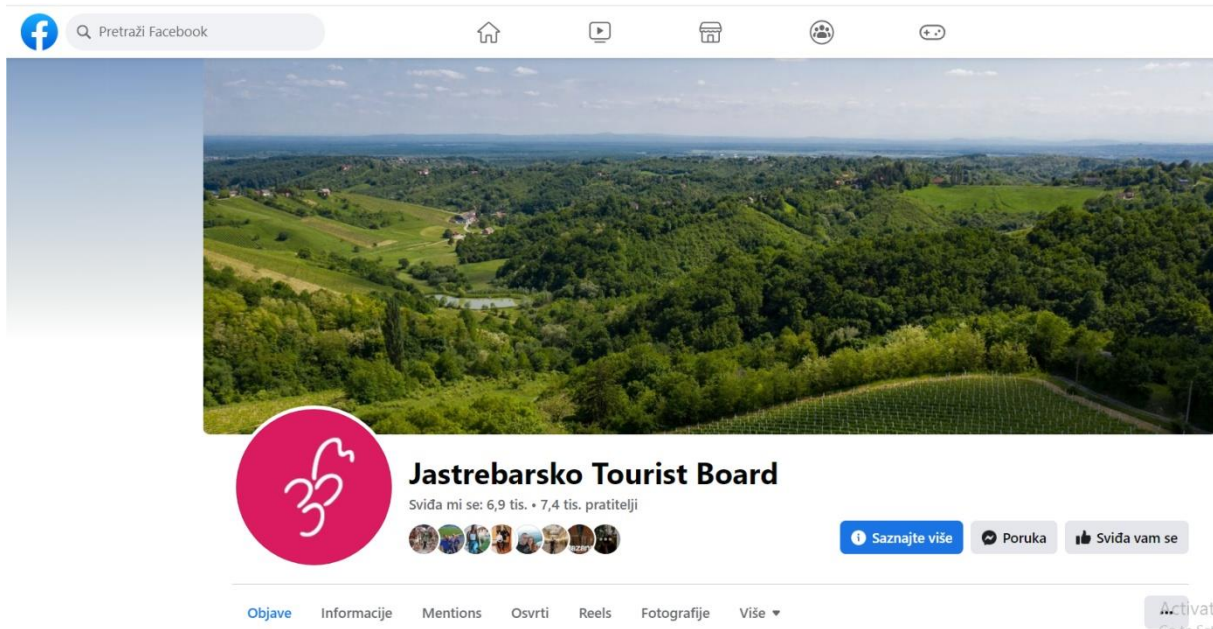 Pretraži Facebook
Jastrebarsko Tourist Board
Sviđa mi se: 6,9 tis. • 7,4 tis. pratitelji
Saznajte više Poruka Sviđa vam se
Objave Informacije Mentions Osvrti Reels Fotografije Više
Activat